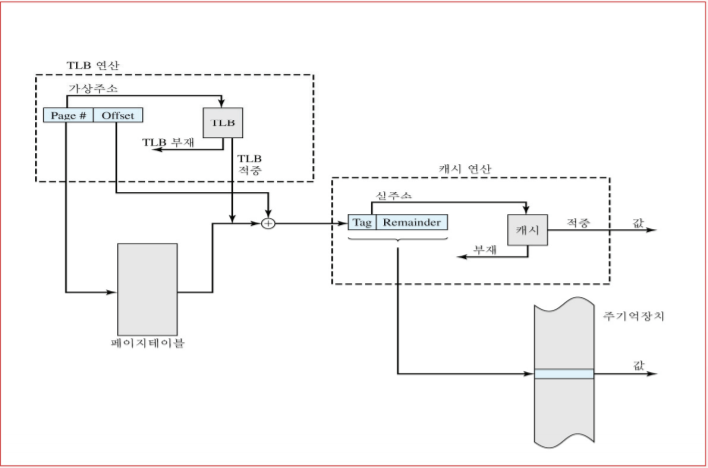 TLB 연산
가상주소
Page # Offset
TLB
TLB 부재
TLB
적중
캐시 연산
실주소
Tag Remainder
캐시
적중
값
부재
페이지테이블
주기억장치
값